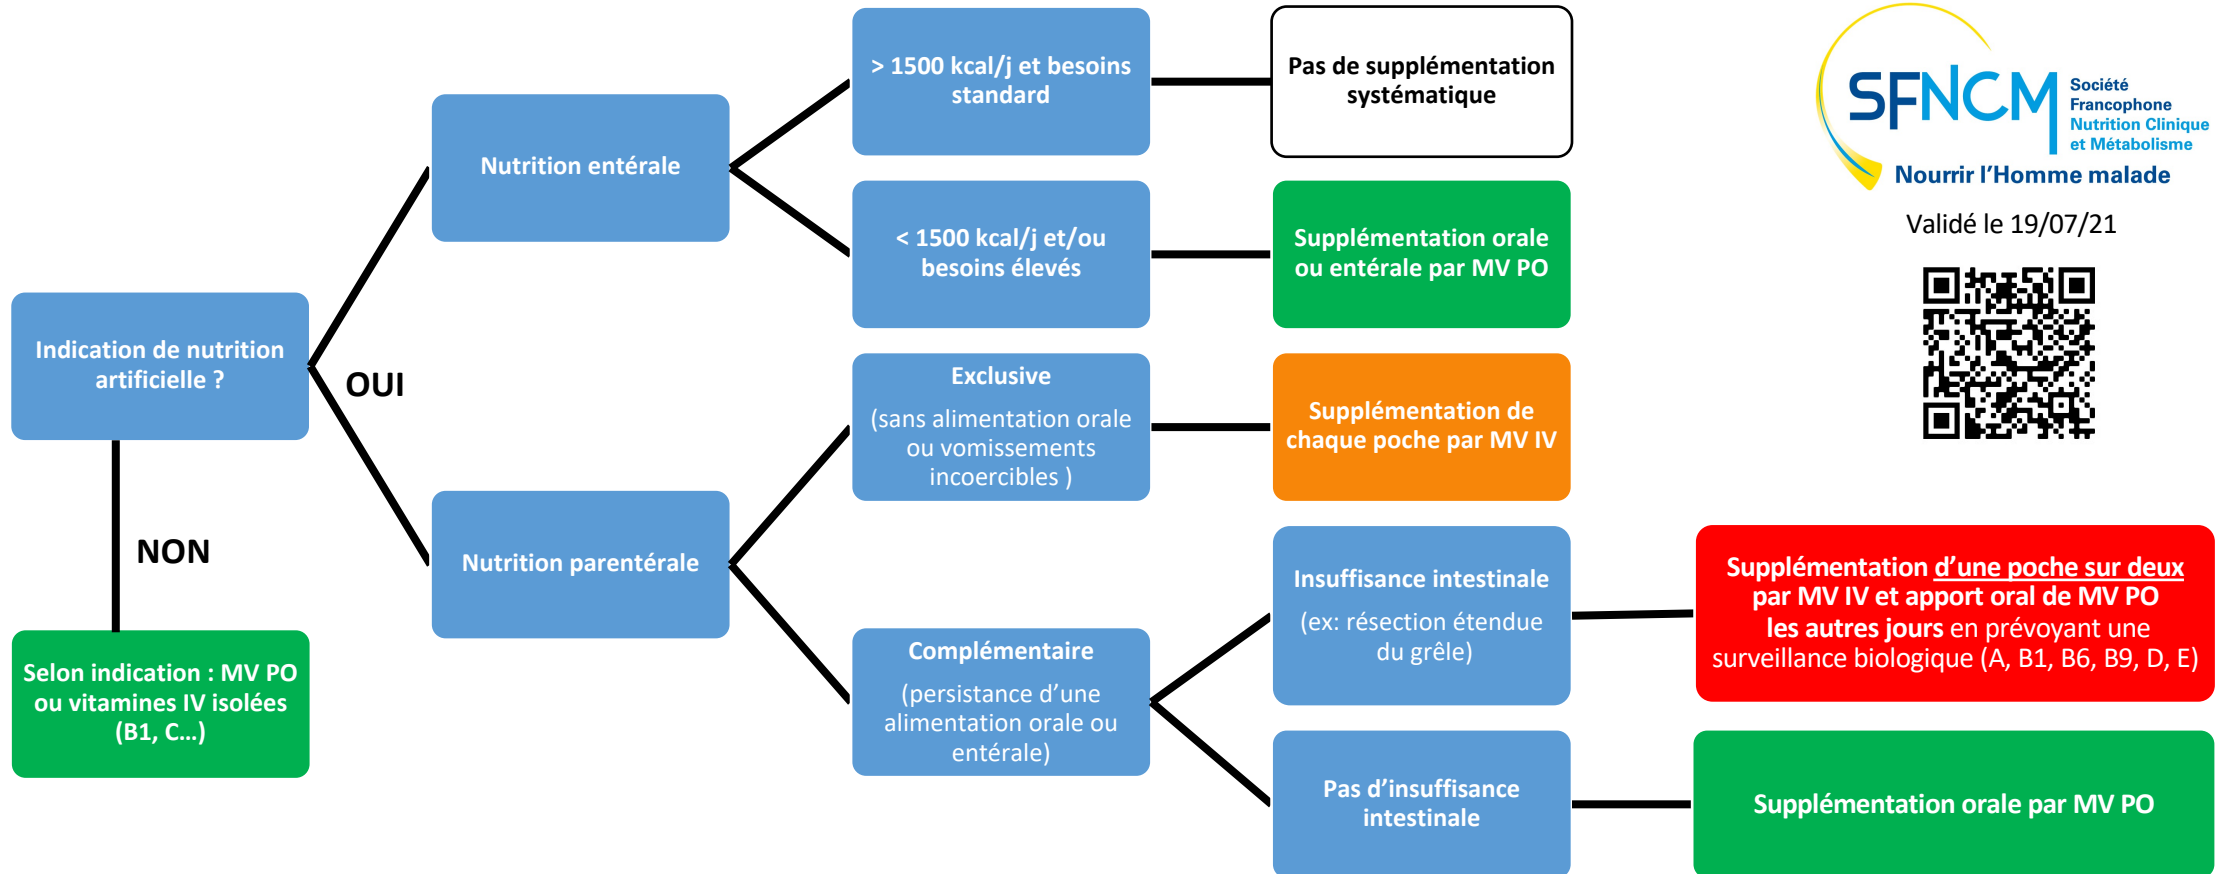 > 1500 kcal/j et besoins
standard
Pas de supplémentation
systématique
SFNCM
Société
Francophone
Nutrition Clinique
et Métabolisme
Nourrir l'Homme malade
Validé le 19/07/21
Nutrition entérale
< 1500 kcal/j et/ou
besoins élevés
Supplémentation orale
ou entérale par MV PO
Indication de nutrition
artificielle ?
OUI
NON
Selon indication : MV PO
ou vitamines IV isolées
(B1, C…)
Nutrition parentérale
Exclusive
(sans alimentation orale
ou vomissements
incoercibles )
Supplémentation de
chaque poche par MV IV
Complémentaire
(persistance d’une
alimentation orale ou
entérale)
Insuffisance intestinale
(ex: résection étendue
du grêle)
Supplémentation d’une poche sur deux
par MV IV et apport oral de MV PO
les autres jours en prévoyant une
surveillance biologique (A, B1, B6, B9, D, E)
Pas d’insuffisance
intestinale
Supplémentation orale par MV PO